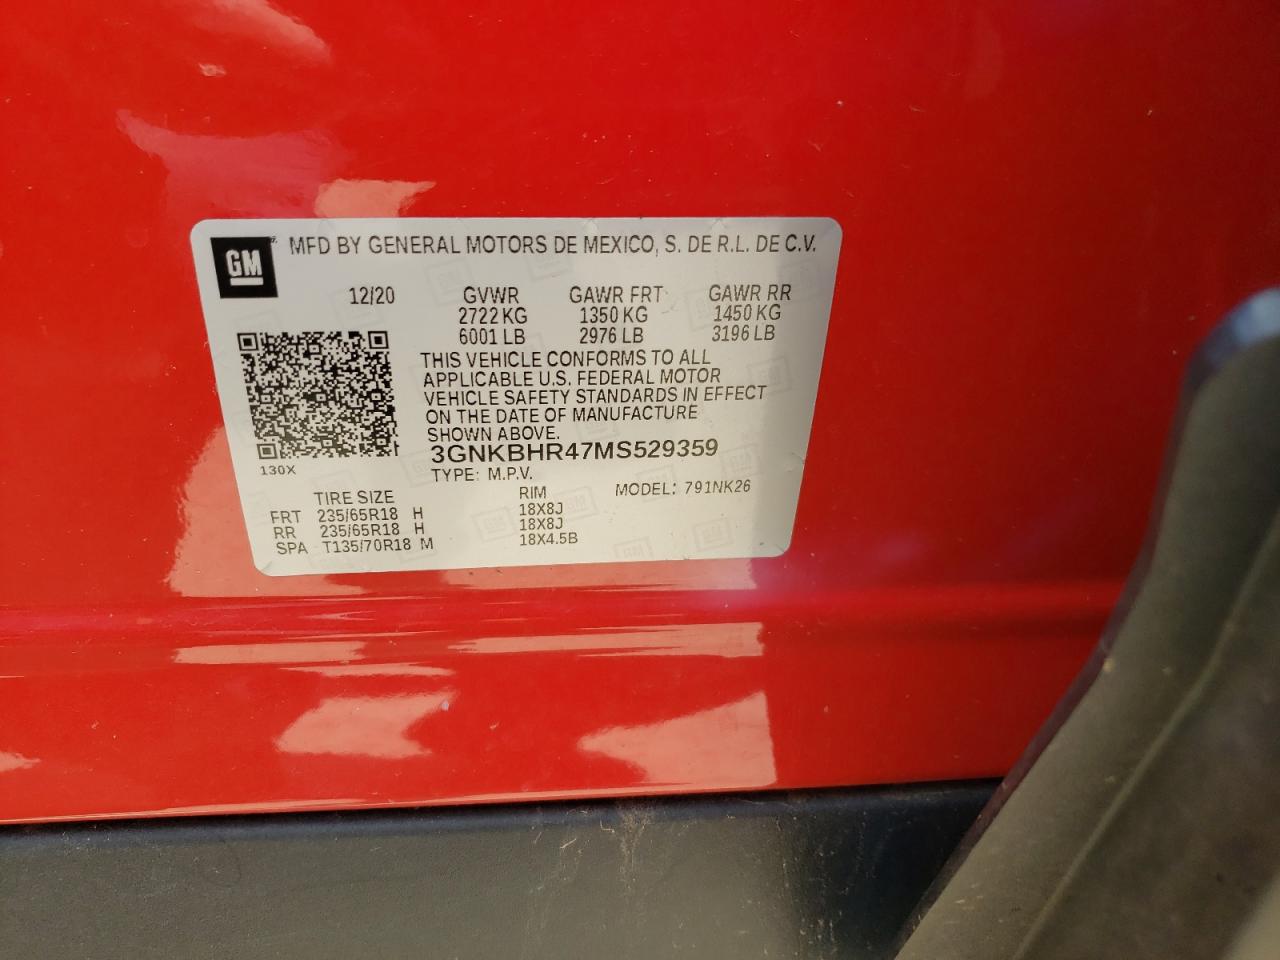 GM MFD BY GENERAL MOTORS DE MEXICO, S. DE R.L. DE C.V.
12/20 GVWR GAWR FRT GAWR RR
2722 KG 1350 KG 1450 KG
6001 LB 2976 LB 3196 LB
THIS VEHICLE CONFORMS TO ALL
APPLICABLE U.S. FEDERAL MOTOR
VEHICLE SAFETY STANDARDS IN EFFECT
ON THE DATE OF MANUFACTURE
SHOWN ABOVE.
3GNKBHR47MS529359
130X TYPE: M.P.V.
TIRE SIZE RIM MODEL: 791NK26
FRT 235/65R18 H 18X8J
RR 235/65R18 H 18X8J
SPA T135/70R18 M 18X4.5B